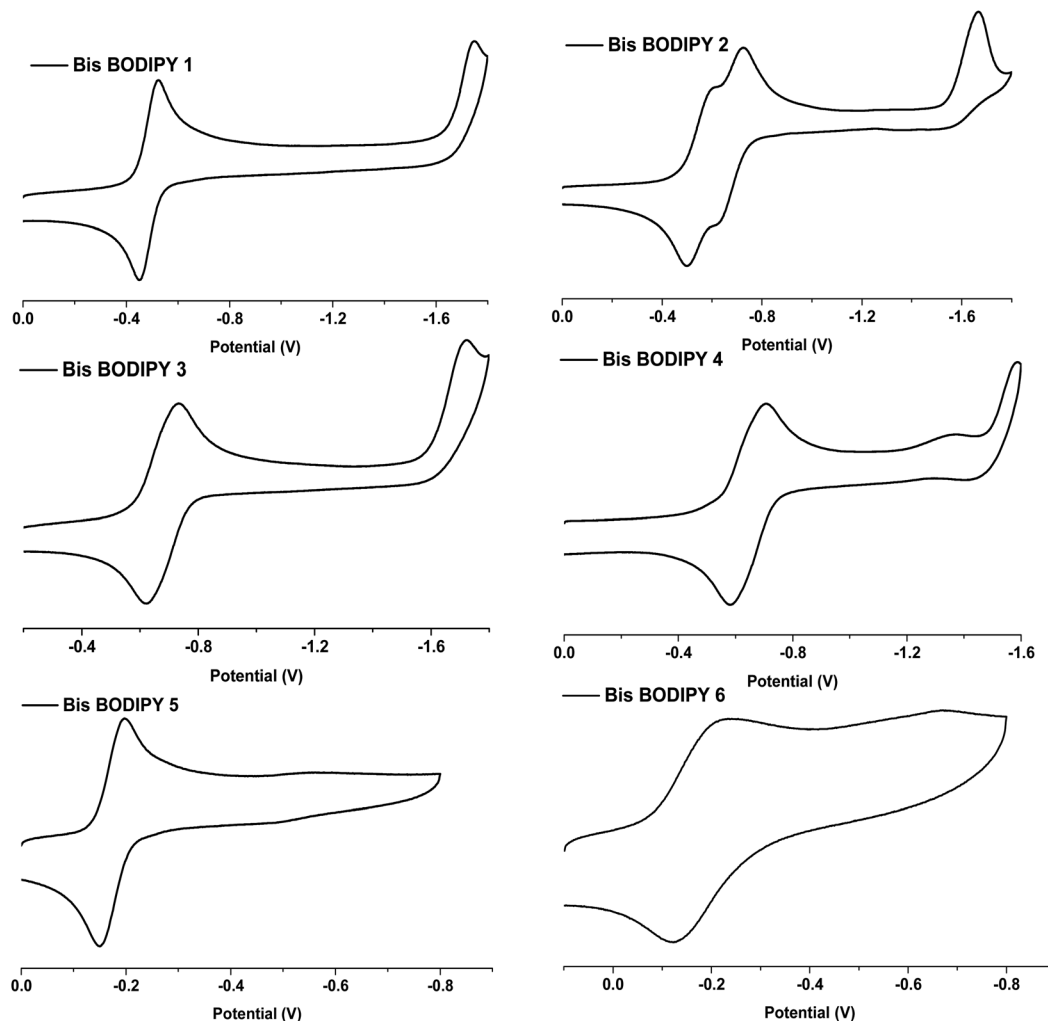 Bis BODIPY 1
0.0 -0.4 -0.8 -1.2 -1.6
Potential (V)
Bis BODIPY 2
0.0 -0.4 -0.8 -1.2 -1.6
Potential (V)
Bis BODIPY 3
-0.4 -0.8 -1.2 -1.6
Potential (V)
Bis BODIPY 4
0.0 -0.4 -0.8 -1.2 -1.6
Potential (V)
Bis BODIPY 5
0.0 -0.2 -0.4 -0.6 -0.8
Potential (V)
Bis BODIPY 6
0.0 -0.2 -0.4 -0.6 -0.8
Potential (V)